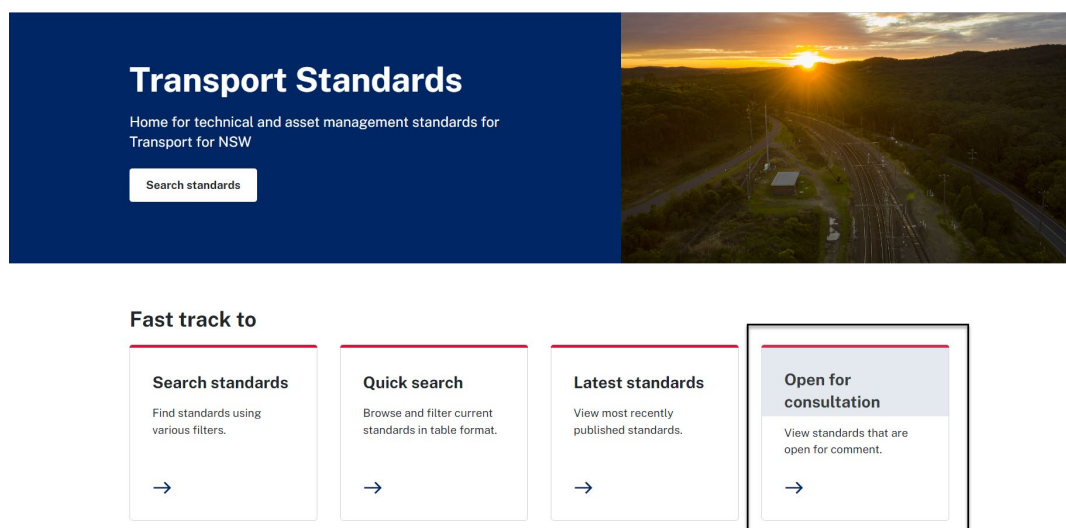 Transport Standards
Home for technical and asset management standards for
Transport for NSW
Search standards
Fast track to
Search standards
Find standards using
various filters.
Quick search
Browse and filter current
standards in table format.
Latest standards
View most recently
published standards.
Open for
consultation
View standards that are
open for comment.